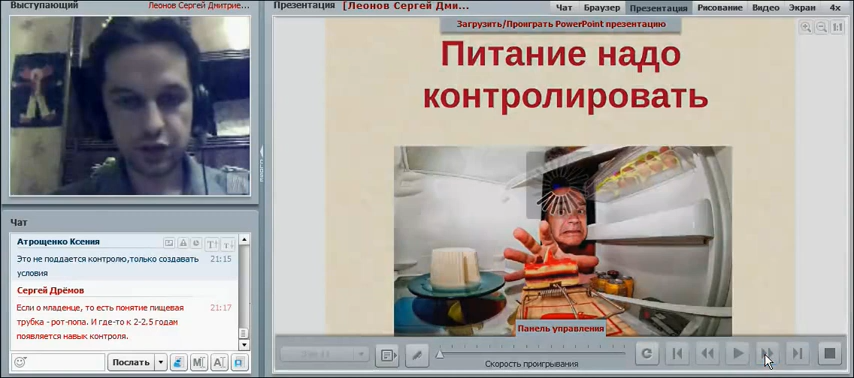 Выступающий
Леонов Сергей Дмитрие...
Презентация
[Леонов Сергей Дми...
Чат
Браузер
Презентация
Рисование
Видео
Экран
4x
Загрузить/Проиграть PowerPoint презентацию
1:1
Питание надо
контролировать
Чат
Атрощенко Ксения
Это не поддается контролю,только создавать 21:15
условия
Сергей Дрёмов
Если о младенце, то есть понятие пищевая 21:17
трубка - рот-попа. И где-то к 2-2,5 годам
появляется навык контроля.
Послать
Панель управления
Скорость проигрывания